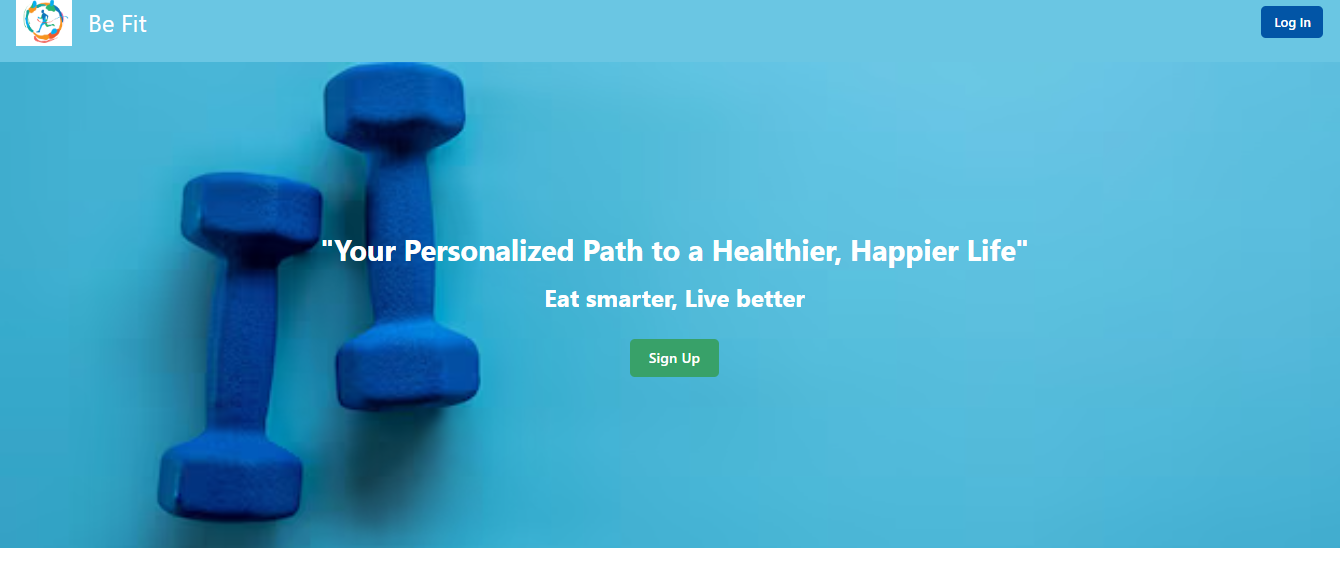 Be Fit
Log In
"Your Personalized Path to a Healthier, Happier Life"
Eat smarter, Live better
Sign Up